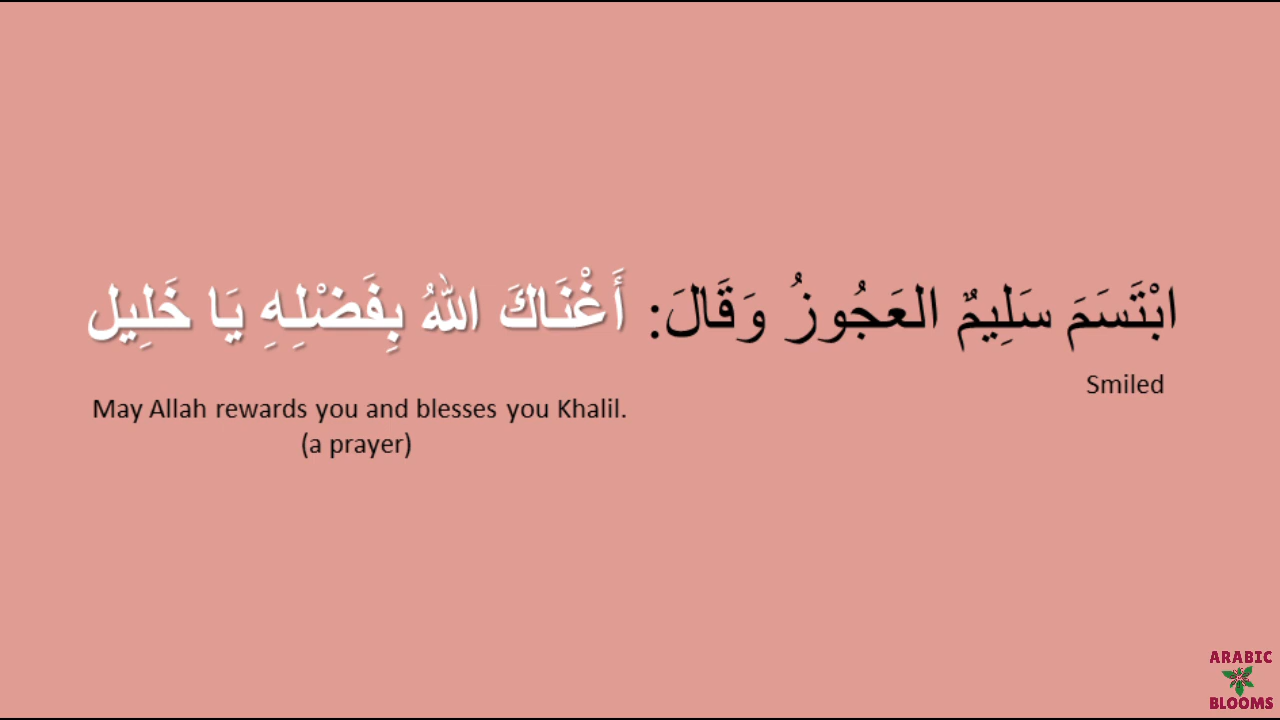 ابْتَسَمَ سَلِيمٌ العَجُوزُ وَقَالَ: أَغْنَاكَ اللهُ بِفَضْلِهِ يَا خَلِيل
Smiled
May Allah rewards you and blesses you Khalil.
(a prayer)
ARABIC
BLOOMS